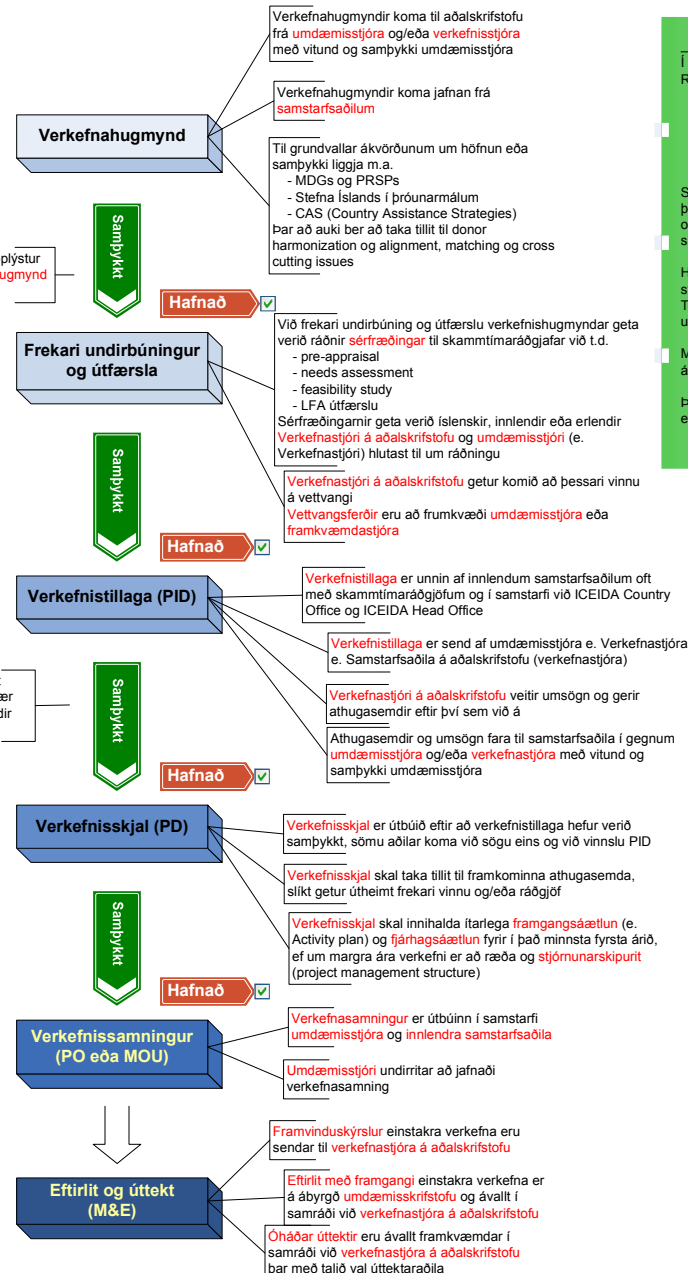 Verkefnahugmyndir koma til aðalskrifstofu
frá umdæmisstjóra og/eða verkefnisstjóra
með vitund og samþykki umdæmisstjóra
Verkefnahugmyndir koma jafnan frá
samstarfsaðilum
Verkefnahugmynd
Til grundvallar ákvörðunum um höfnun eða
samþykki liggja m.a.
- MDGs og PRSPs
- Stefna Íslands í þróunarmálum
- CAS (Country Assistance Strategies)
Þar að auki ber að taka tillit til donor
harmonization og alignment, matching og cross
cutting issues
Samþykkt
plýstur
ugmynd
Hafnað
Frekari undirbúningur
og útfærsla
Við frekari undirbúning og útfærslu verkefnishugmyndar geta
verið ráðnir sérfræðingar til skammtímaráðgjafar við t.d.
- pre-appraisal
- needs assessment
- feasibility study
- LFA útfærslu
Sérfræðingarnir geta verið íslenskir, innlendir eða erlendir
Verkefnastjóri á aðalskrifstofu og umdæmisstjóri (e.
Verkefnastjóri) hlutast til um ráðningu
Verkefnastjóri á aðalskrifstofu getur komið að þessari vinnu
á vettvangi
Vettvangsferðir eru að frumkvæði umdæmisstjóra eða
framkvæmdastjóra
Samþykkt
Hafnað
Verkefnistillaga (PID)
Verkefnistillaga er unnin af innlendum samstarfsaðilum oft
með skammtímaráðgjöfum og í samstarfi við ICEIDA Country
Office og ICEIDA Head Office
Verkefnistillaga er send af umdæmisstjóra e. Verkefnastjóra
e. Samstarfsaðila á aðalskrifstofu (verkefnastjóra)
Verkefnastjóri á aðalskrifstofu veitir umsögn og gerir
athugasemdir eftir því sem við á
Athugasemdir og umsögn fara til samstarfsaðila í gegnum
umdæmisstjóra og/eða verkefnastjóra með vitund og
samþykki umdæmisstjóra
Samþykkt
ær
dir
Hafnað
Verkefnisskjal (PD)
Verkefnisskjal er útbúið eftir að verkefnistillaga hefur verið
samþykkt, sömu aðilar koma við sögu eins og við vinnslu PID
Verkefnisskjal skal taka tillit til framkominna athugasemda,
slíkt getur útheimt frekari vinnu og/eða ráðgjöf
Verkefnisskjal skal innihalda ítarlega framgangsáætlun (e.
Activity plan) og fjárhagsáætlun fyrir í það minnsta fyrsta árið,
ef um margra ára verkefni er að ræða og stjórnunarskipurit
(project management structure)
Samþykkt
Hafnað
Verkefnissamningur
(PO eða MOU)
Verkefnasamningur er útbúinn í samstarfi
umdæmisstjóra og innlendra samstarfsaðila
Umdæmisstjóri undirritar að jafnaði
verkefnasamning
Framvinduskýrslur einstakra verkefna eru
sendar til verkefnastjóra á aðalskrifstofu
Eftirlit og úttekt
(M&E)
Eftirlit með framgangi einstakra verkefna er
á ábyrgð umdæmisskrifstofu og ávallt í
samráði við verkefnastjóra á aðalskrifstofu
Óháðar úttektir eru ávallt framkvæmdar í
samráði við verkefnastjóra á aðalskrifstofu
þar með talið val úttektaraðila